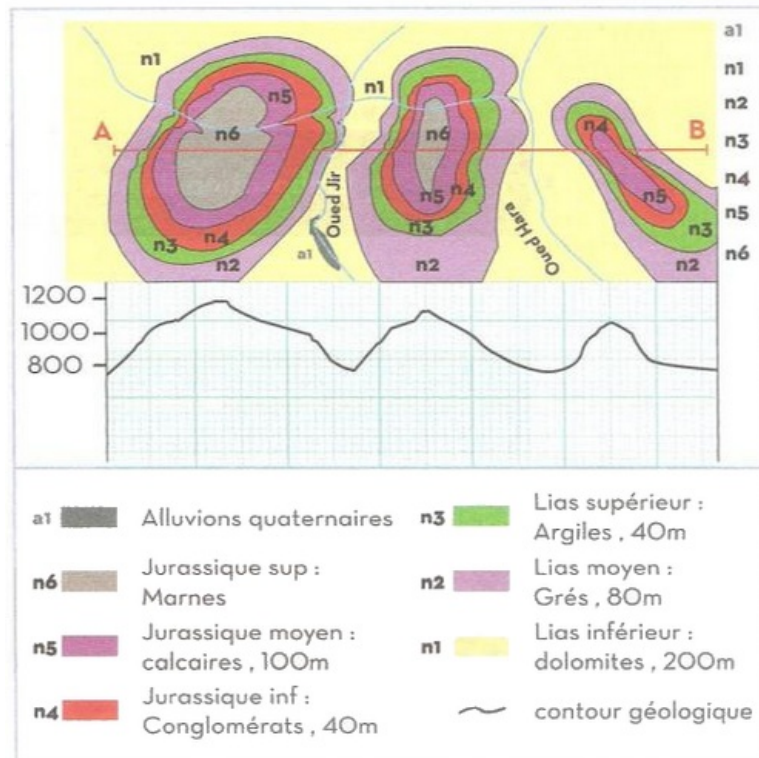 a1
n1
n1
n1
n5
n2
n4
A
n6
n6
n3
B
n4
n5
n4
n5
n5
n3
n4
n3
n3
n6
n2
a1
n2
n2
Oued Jir
Oued Hara
1200
1000
800
a1 Alluvions quaternaires
n6 Jurassique sup :
Marnes
n5 Jurassique moyen :
calcaires , 100m
n4 Jurassique inf :
Conglomérats , 40m
n3 Lias supérieur :
Argiles , 40m
n2 Lias moyen :
Grés , 80m
n1 Lias inférieur :
dolomites , 200m
contour géologique